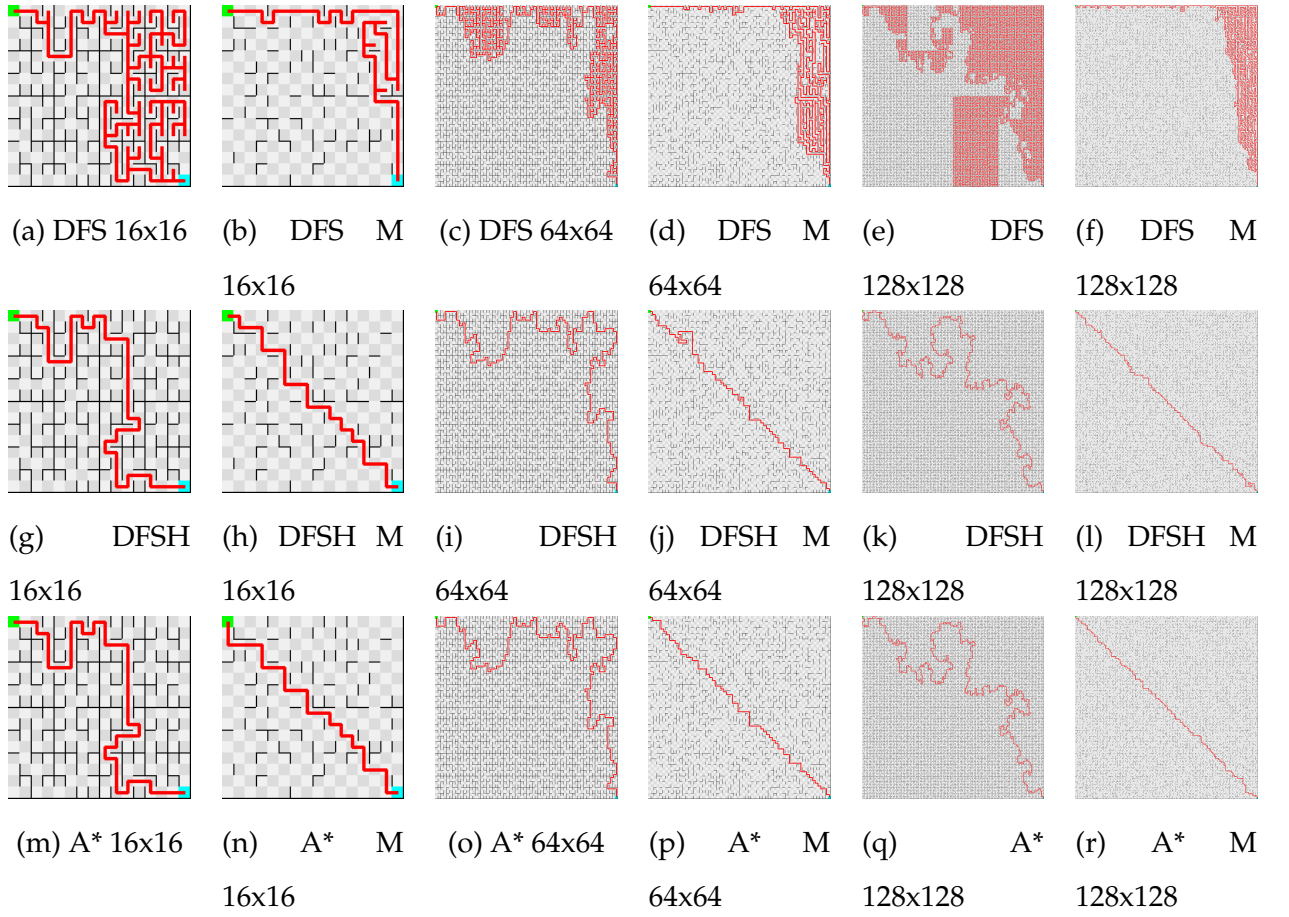 (a) DFS 16x16 (b) DFS M (c) DFS 64x64 (d) DFS M (e) DFS (f) DFS M
16x16 64x64 128x128 128x128
(g) DFSH (h) DFSH M (i) DFSH (j) DFSH M (k) DFSH (l) DFSH M
16x16 16x16 64x64 64x64 128x128 128x128
(m) A* 16x16 (n) A* M (o) A* 64x64 (p) A* M (q) A* (r) A* M
16x16 64x64 128x128 128x128